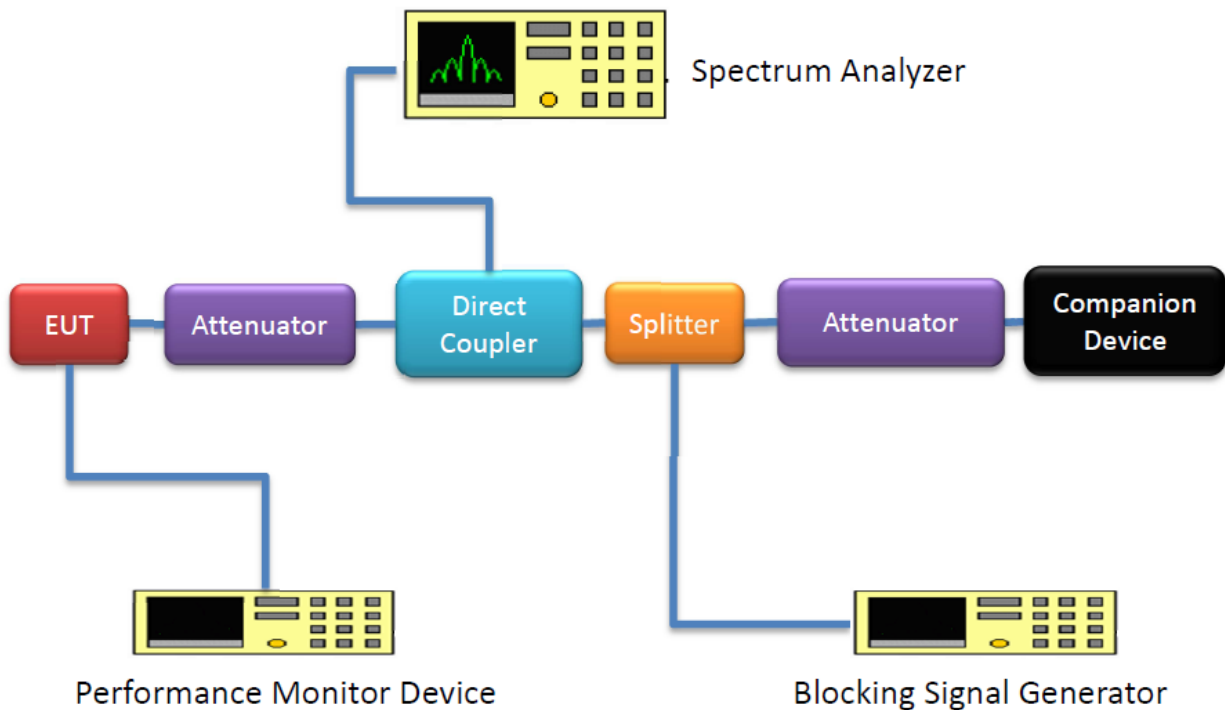 Spectrum Analyzer
EUT
Attenuator
Direct
Coupler
Splitter
Attenuator
Companion
Device
Performance Monitor Device
Blocking Signal Generator